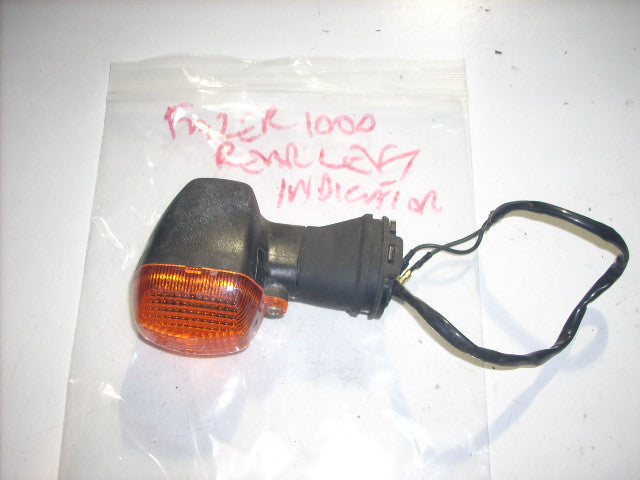 FAZER 1000
REAR LEFT
INDICATOR